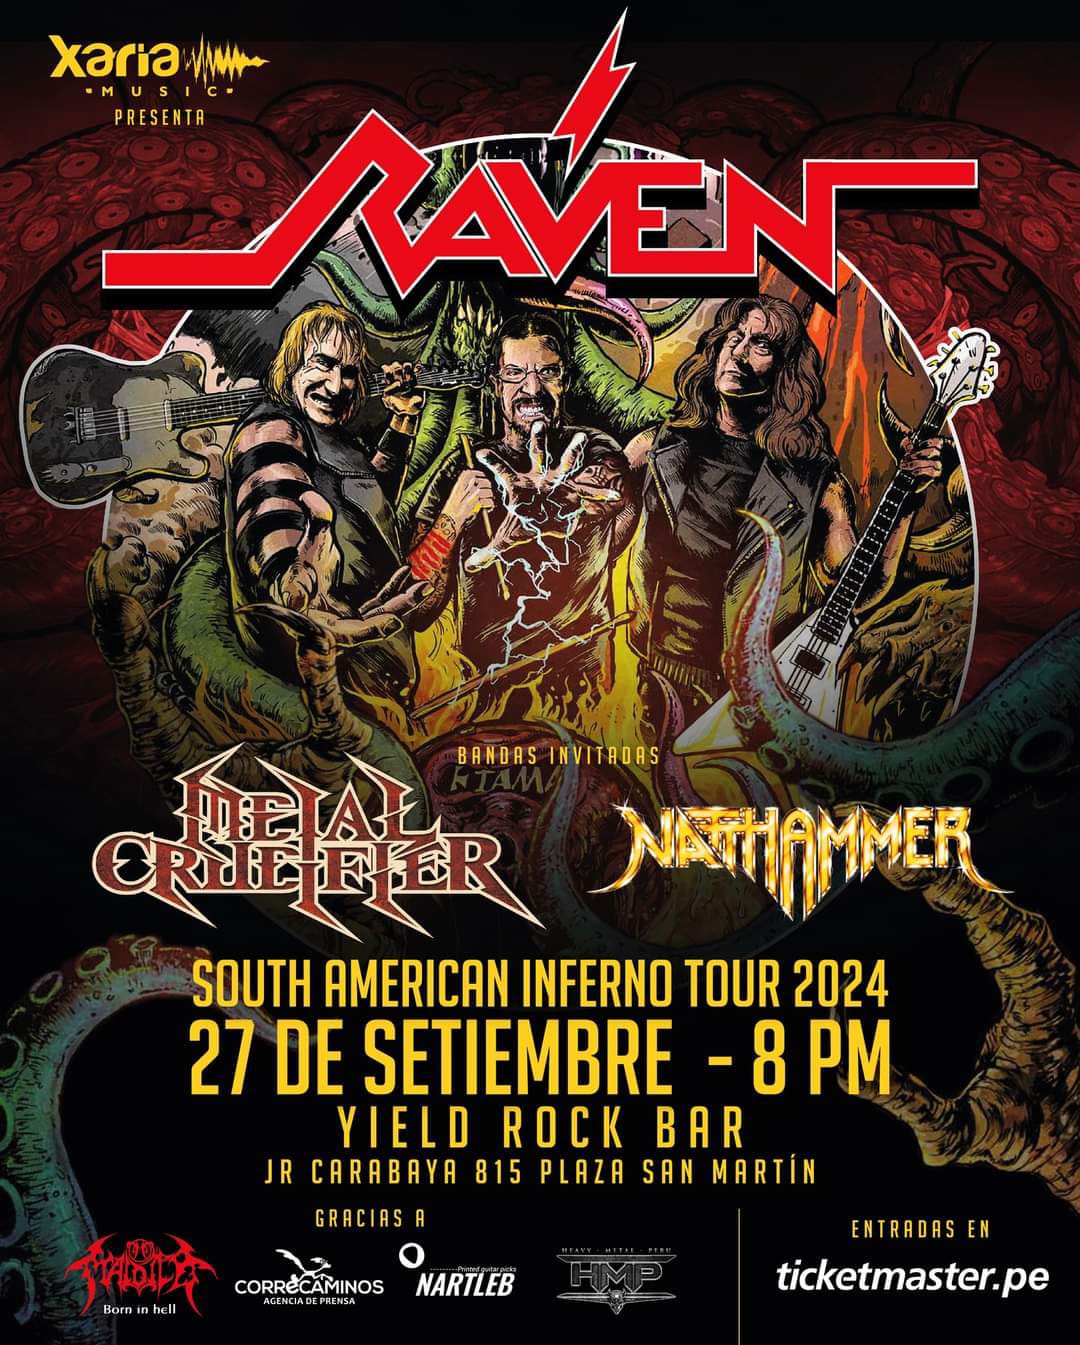 Xaria
MUSIC
PRESENTA
RAVEN
BANDAS INVITADAS
METAL
CRUCIFIER
NATTHAMMER
SOUTH AMERICAN INFERNO TOUR 2024
27 DE SETIEMBRE - 8 PM
YIELD ROCK BAR
JR CARABAYA 815 PLAZA SAN MARTÍN
GRACIAS A
MALDITA
Born in hell
CORRECAMINOS
AGENCIA DE PRENSA
Printed guitar picks
NARTLEB
HEAVY - METAL - PERU
HMP
ENTRADAS EN
ticketmaster.pe